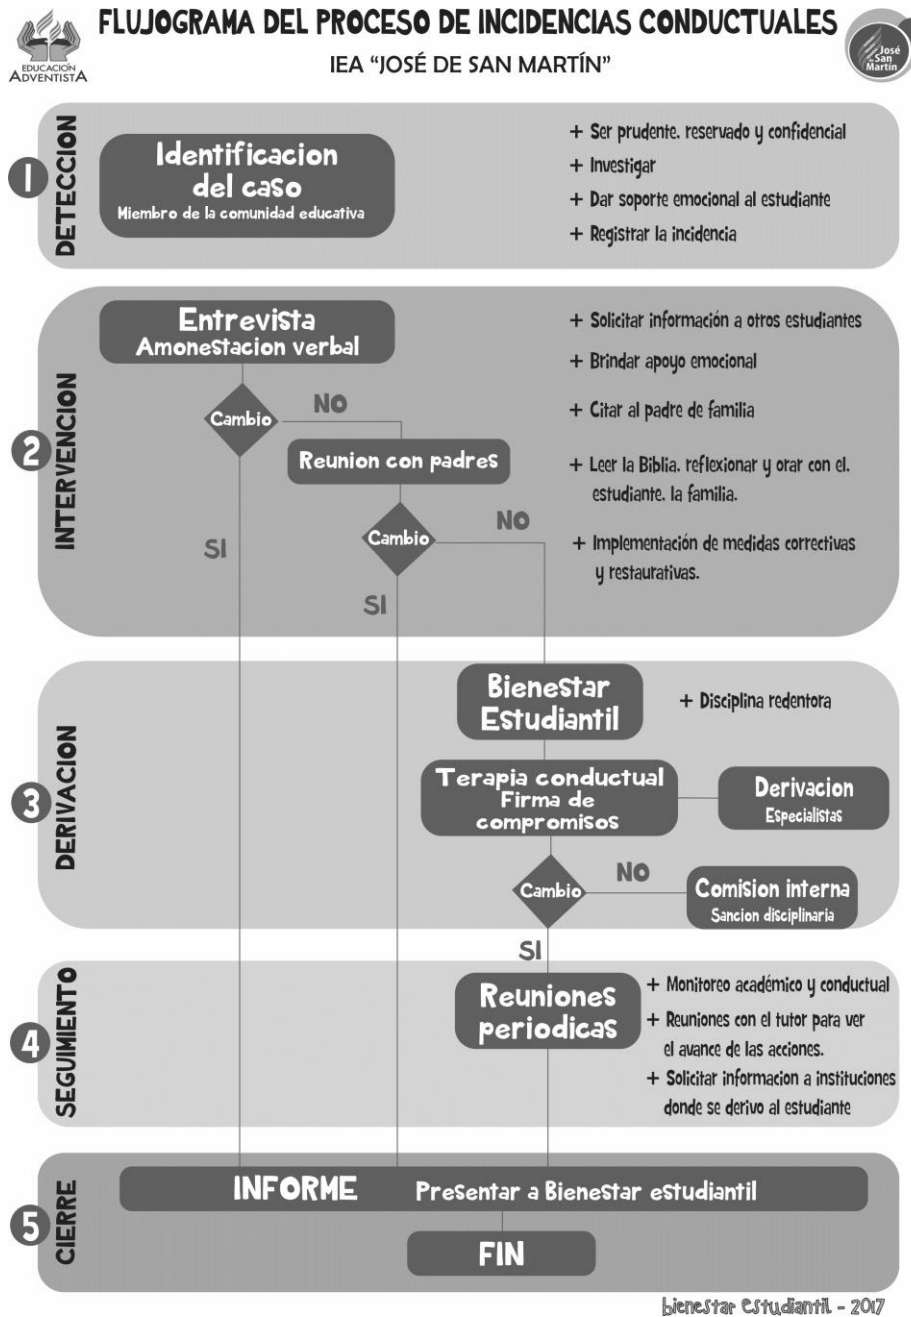 FLUJOGRAMA DEL PROCESO DE INCIDENCIAS CONDUCTUALES
IEA “JOSÉ DE SAN MARTÍN”
EDUCACIÓN
ADVENTISTA
José
de San
Martín
1
DETECCION
Identificacion
del caso
Miembro de la comunidad educativa
+ Ser prudente. reservado y confidencial
+ Investigar
+ Dar soporte emocional al estudiante
+ Registrar la incidencia
2
INTERVENCION
Entrevista
Amonestacion verbal
Cambio
NO
Reunion con padres
SI
Cambio
NO
SI
+ Solicitar información a otros estudiantes
+ Brindar apoyo emocional
+ Citar al padre de familia
+ Leer la Biblia. reflexionar y orar con el.
estudiante. la familia.
+ Implementación de medidas correctivas
y restaurativas.
3
DERIVACION
Bienestar
Estudiantil
+ Disciplina redentora
Terapia conductual
Firma de
compromisos
Derivacion
Especialistas
Cambio
NO
Comision interna
Sancion disciplinaria
SI
4
SEGUIMIENTO
Reuniones
periodicas
+ Monitoreo académico y conductual
+ Reuniones con el tutor para ver
el avance de las acciones.
+ Solicitar informacion a instituciones
donde se derivo al estudiante
5
CIERRE
INFORME Presentar a Bienestar estudiantil
FIN
bienestar estudiantil - 2017